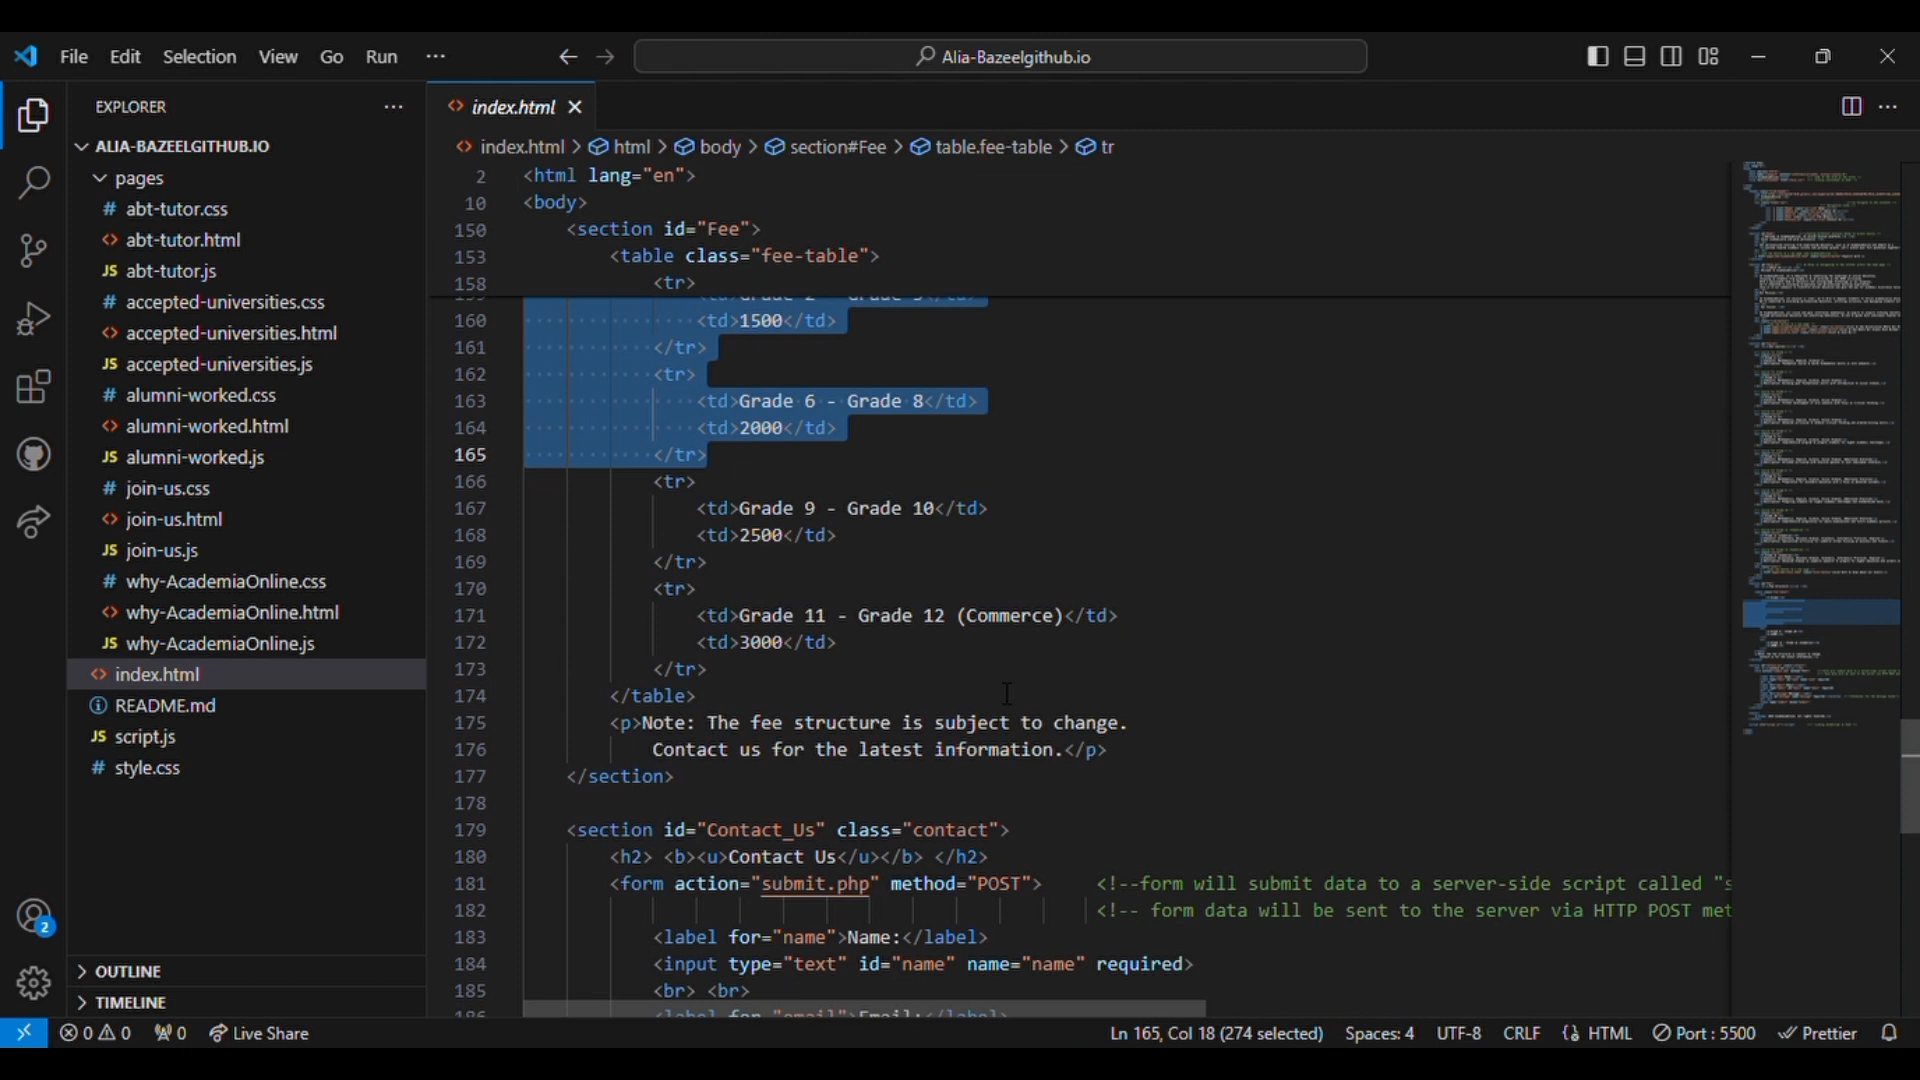 File Edit Selection View Go Run ··· ← → Alia-Bazeelgithub.io
EXPLORER ···
ALIA-BAZEELGITHUB.IO
pages
# abt-tutor.css
<> abt-tutor.html
JS abt-tutor.js
# accepted-universities.css
<> accepted-universities.html
JS accepted-universities.js
# alumni-worked.css
<> alumni-worked.html
JS alumni-worked.js
# join-us.css
<> join-us.html
JS join-us.js
# why-AcademiaOnline.css
<> why-AcademiaOnline.html
JS why-AcademiaOnline.js
<> index.html
README.md
JS script.js
# style.css
OUTLINE
TIMELINE
2
<> index.html ×
<> index.html > html > body > section#Fee > table.fee-table > tr
2 <html lang="en">
10 <body>
150 <section id="Fee">
153 <table class="fee-table">
158 <tr>
160 <td>1500</td>
161 </tr>
162 <tr>
163 <td>Grade 6 - Grade 8</td>
164 <td>2000</td>
165 </tr>
166 <tr>
167 <td>Grade 9 - Grade 10</td>
168 <td>2500</td>
169 </tr>
170 <tr>
171 <td>Grade 11 - Grade 12 (Commerce)</td>
172 <td>3000</td>
173 </tr>
174 </table>
175 <p>Note: The fee structure is subject to change.
176 Contact us for the latest information.</p>
177 </section>
178
179 <section id="Contact_Us" class="contact">
180 <h2> <b><u>Contact Us</u></b> </h2>
181 <form action="submit.php" method="POST"> <!--form will submit data to a server-side script called "s
182 <!-- form data will be sent to the server via HTTP POST met
183 <label for="name">Name:</label>
184 <input type="text" id="name" name="name" required>
185 <br> <br>
0 0 0 Live Share Ln 165, Col 18 (274 selected) Spaces: 4 UTF-8 CRLF HTML Port : 5500 Prettier